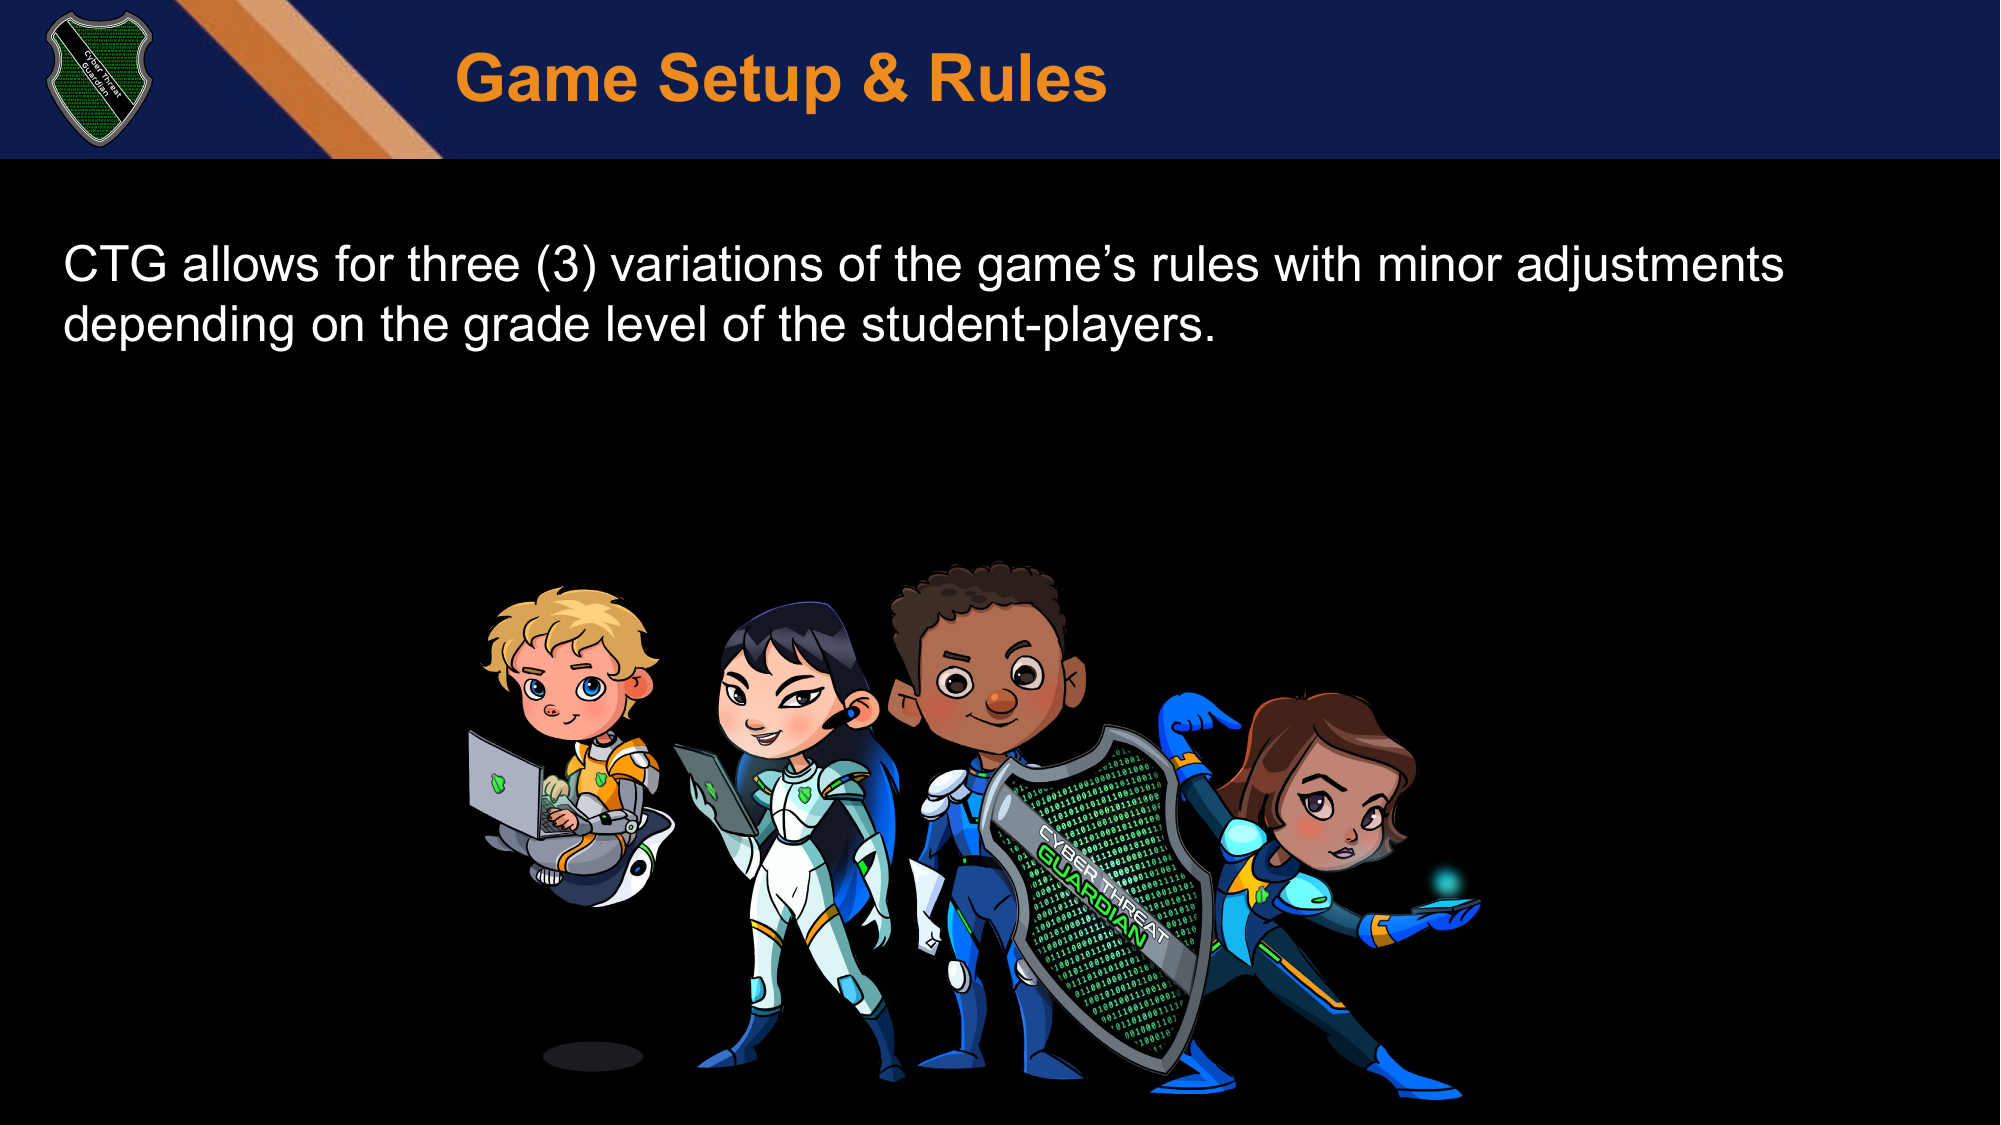 Cyber Threat
Guardian
Game Setup & Rules
CTG allows for three (3) variations of the game’s rules with minor adjustments
depending on the grade level of the student-players.
CYBER THREAT
GUARDIAN